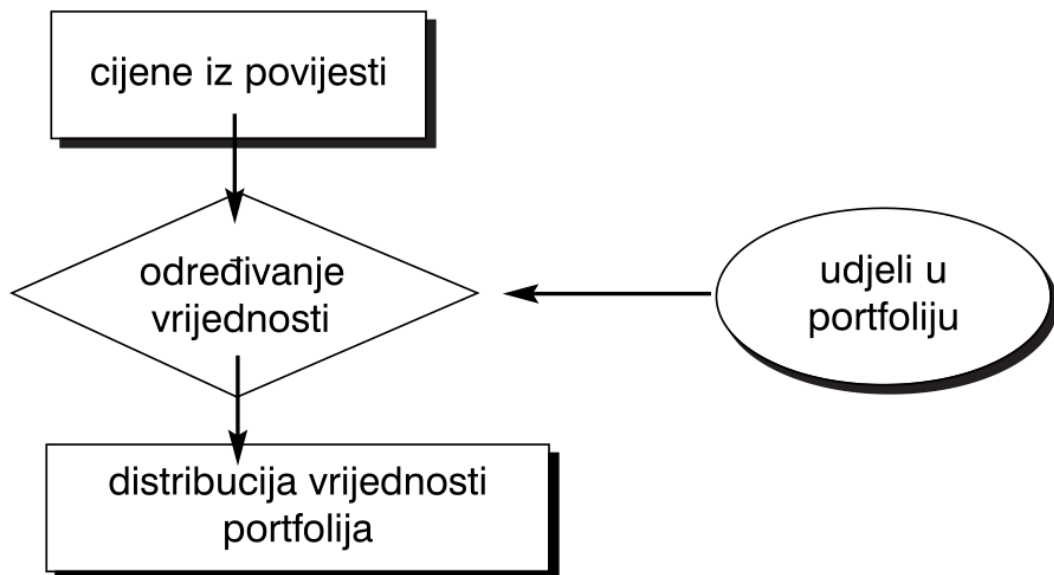 cijene iz povijesti
određivanje
vrijednosti
udjeli u
portfoliju
distribucija vrijednosti
portfolija